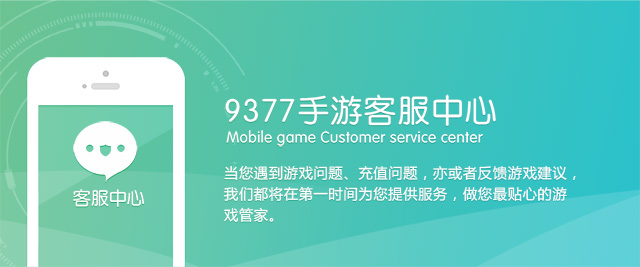 9377手游客服中心
Mobile game Customer service center
当您遇到游戏问题、充值问题，亦或者反馈游戏建议，
我们都将在第一时间为您提供服务，做您最贴心的游
戏管家。
客服中心